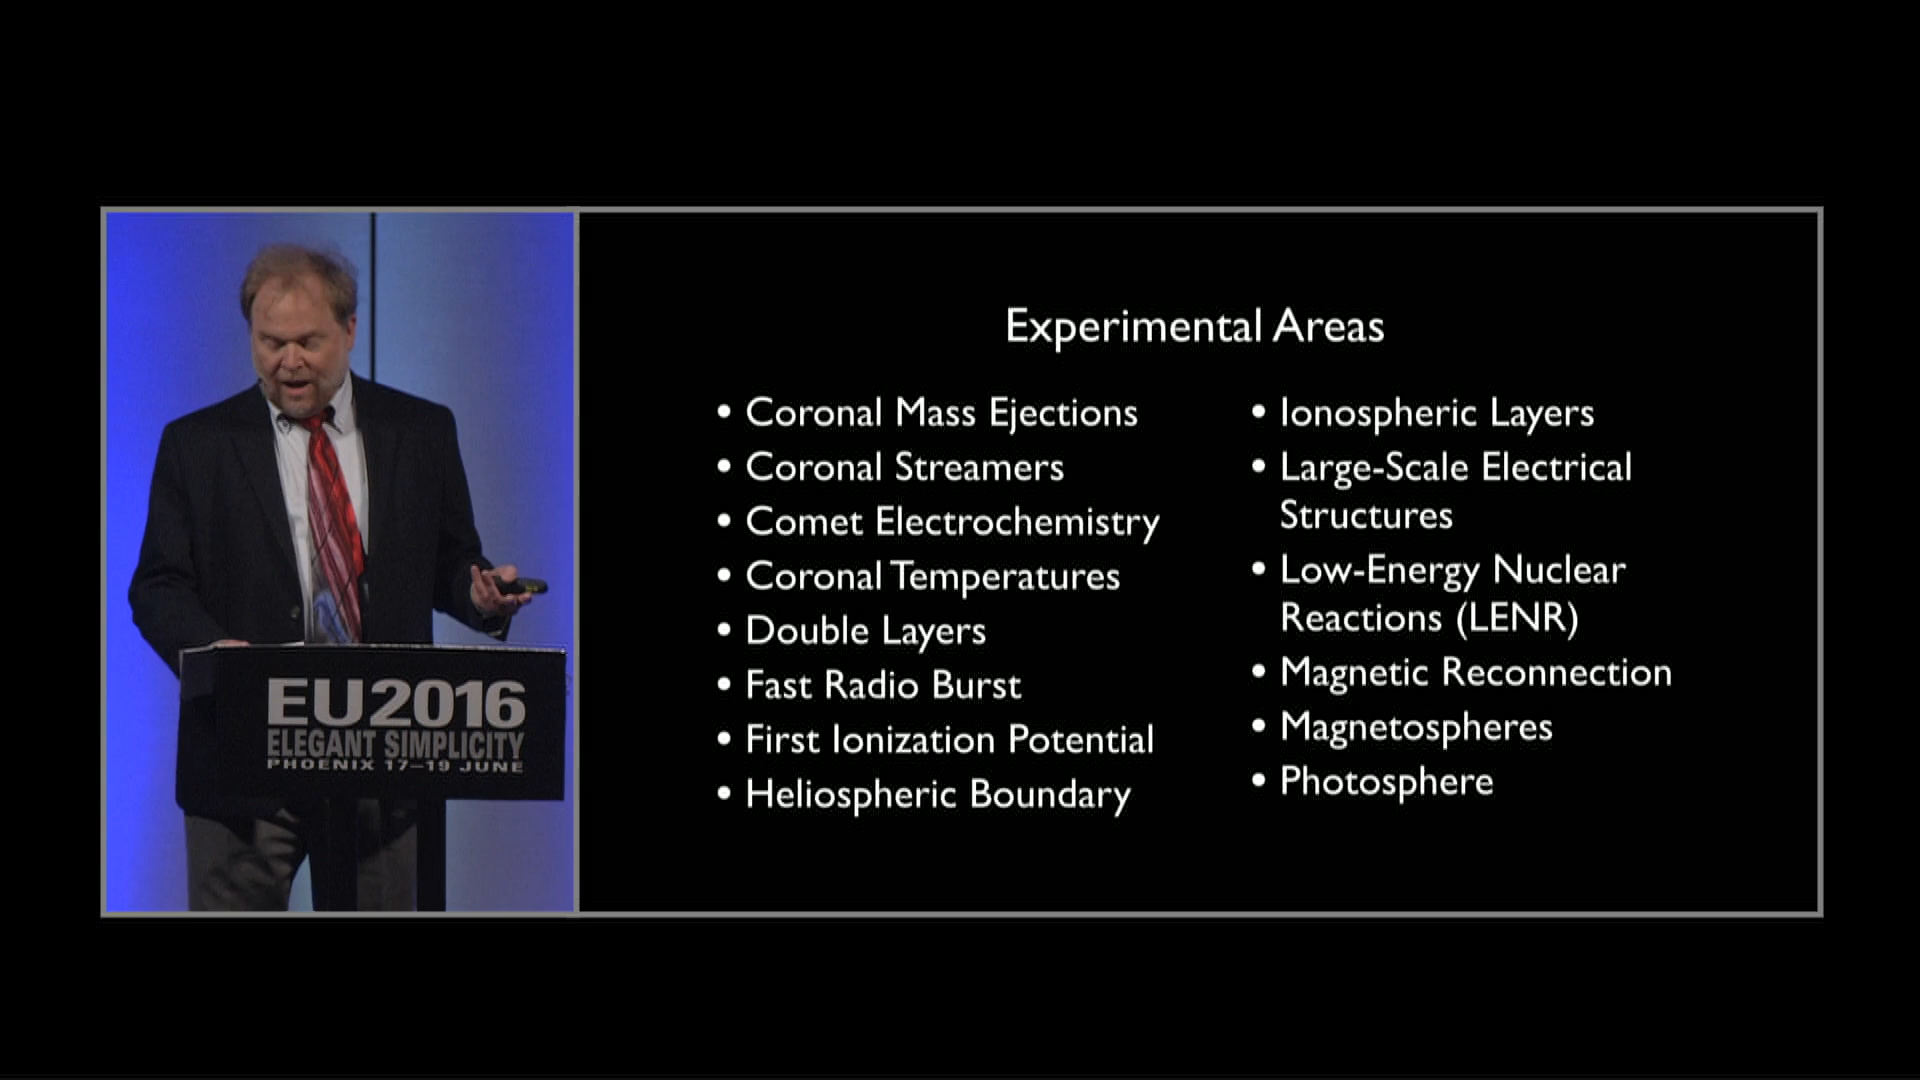 Experimental Areas
• Coronal Mass Ejections
• Coronal Streamers
• Comet Electrochemistry
• Coronal Temperatures
• Double Layers
• Fast Radio Burst
• First Ionization Potential
• Heliospheric Boundary
• Ionospheric Layers
• Large-Scale Electrical
Structures
• Low-Energy Nuclear
Reactions (LENR)
• Magnetic Reconnection
• Magnetospheres
• Photosphere
EU2016
ELEGANT SIMPLICITY
PHOENIX 17–19 JUNE